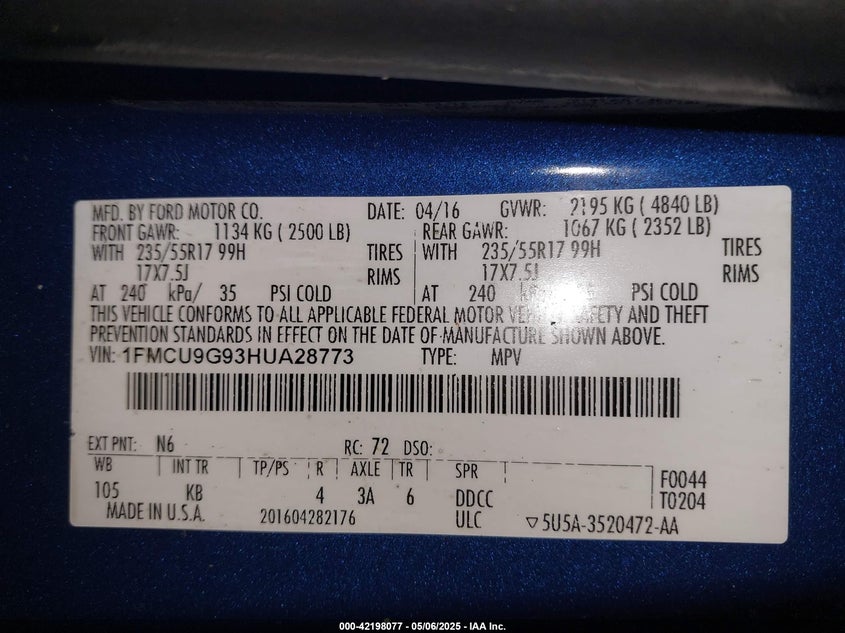 MFD. BY FORD MOTOR CO. DATE: 04/16 GVWR: 2195 KG ( 4840 LB)
FRONT GAWR: 1134 KG ( 2500 LB) REAR GAWR: 1067 KG ( 2352 LB)
WITH 235/55R17 99H TIRES WITH 235/55R17 99H TIRES
17X7.5J RIMS 17X7.5J RIMS
AT 240 kPa/ 35 PSI COLD AT 240 PSI COLD
THIS VEHICLE CONFORMS TO ALL APPLICABLE FEDERAL MOTOR VEHICLE SAFETY AND THEFT
PREVENTION STANDARDS IN EFFECT ON THE DATE OF MANUFACTURE SHOWN ABOVE.
VIN: 1FMCU9G93HUA28773 TYPE: MPV
EXT PNT: N6 RC: 72 DSO:
WB INT TR TP/PS R AXLE TR SPR F0044
105 KB 4 3A 6 DDCC T0204
MADE IN U.S.A. 201604282176 ULC ▽5U5A-3520472-AA
000-42198077 - 05/06/2025 - IAA Inc.